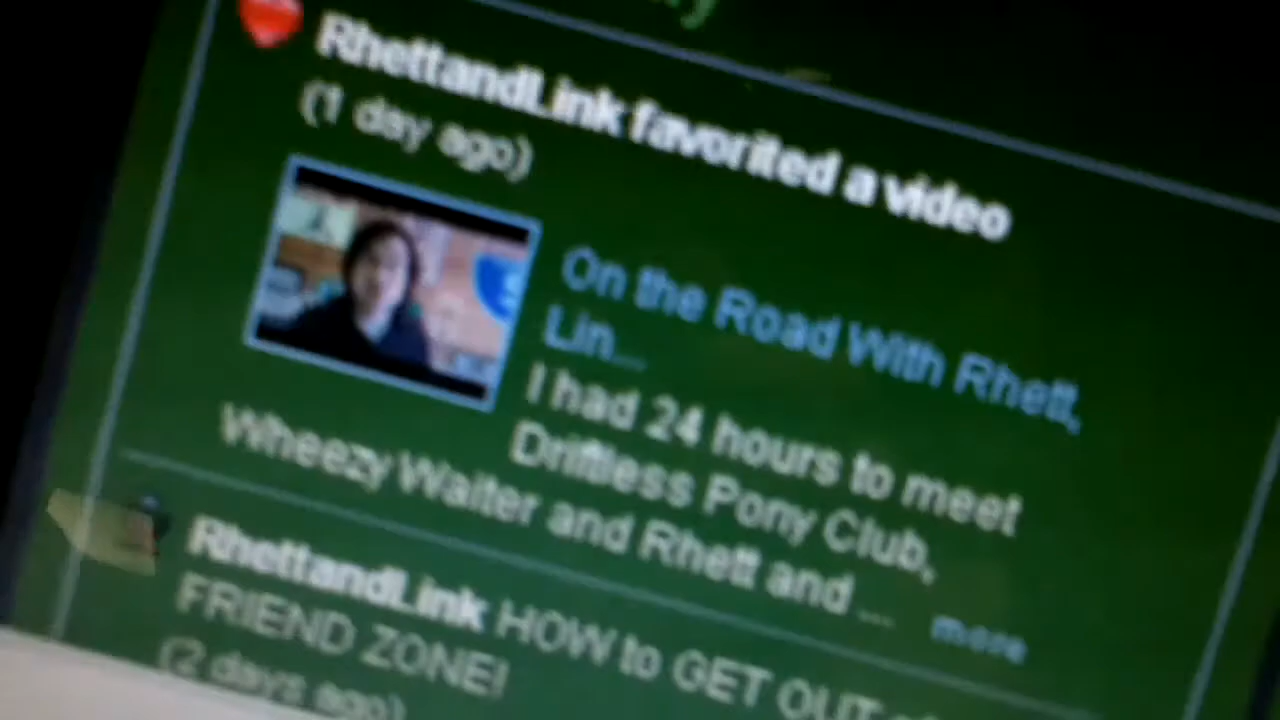 RhettandLink favorited a video
(1 day ago)
On the Road With Rhett,
Lin...
I had 24 hours to meet
Driftless Pony Club,
Wheezy Waiter and Rhett and ... more
RhettandLink HOW to GET OUT
FRIEND ZONE!
(2 days ago)